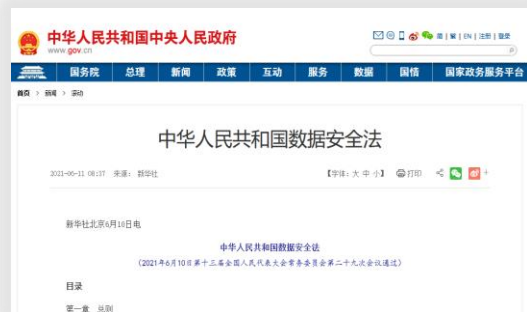 中华人民共和国中央人民政府
www.gov.cn
简 | 繁 | EN | 注册 | 登录
国务院 总理 新闻 政策 互动 服务 数据 国情 国家政务服务平台
首页 > 新闻 > 滚动
中华人民共和国数据安全法
2021-06-11 08:37 来源: 新华社 【字体: 大 中 小】 打印
新华社北京6月10日电
中华人民共和国数据安全法
(2021年6月10日第十三届全国人民代表大会常务委员会第二十九次会议通过)
目录
第一章 总则